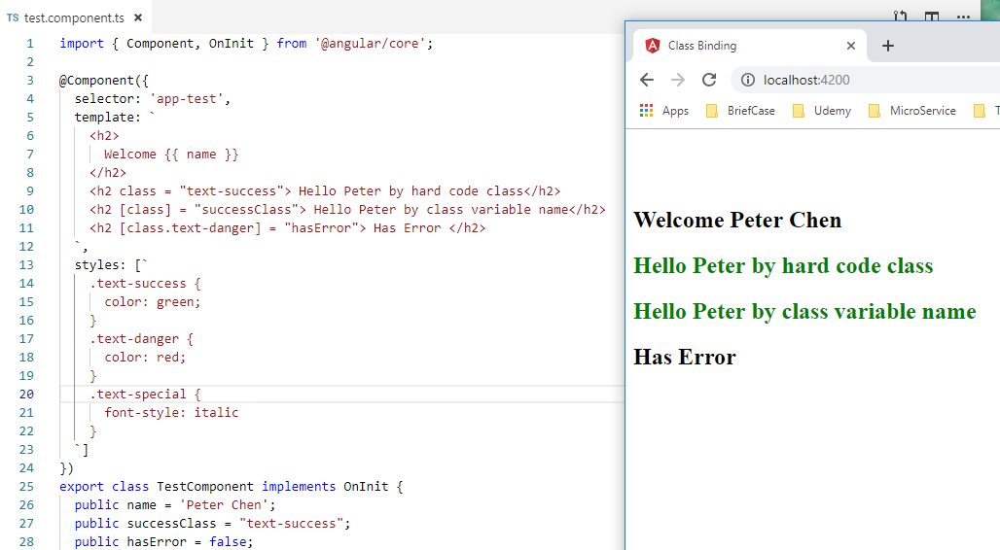 TS test.component.ts ×
1 import { Component, OnInit } from '@angular/core';
2
3 @Component({
4 selector: 'app-test',
5 template: `
6 <h2>
7 Welcome {{ name }}
8 </h2>
9 <h2 class = "text-success"> Hello Peter by hard code class</h2>
10 <h2 [class] = "successClass"> Hello Peter by class variable name</h2>
11 <h2 [class.text-danger] = "hasError"> Has Error </h2>
12 `,
13 styles: [`
14 .text-success {
15 color: green;
16 }
17 .text-danger {
18 color: red;
19 }
20 .text-special {
21 font-style: italic
22 }
23 `]
24 })
25 export class TestComponent implements OnInit {
26 public name = 'Peter Chen';
27 public successClass = "text-success";
28 public hasError = false;
Class Binding
localhost:4200
Apps BriefCase Udemy MicroService T
Welcome Peter Chen
Hello Peter by hard code class
Hello Peter by class variable name
Has Error